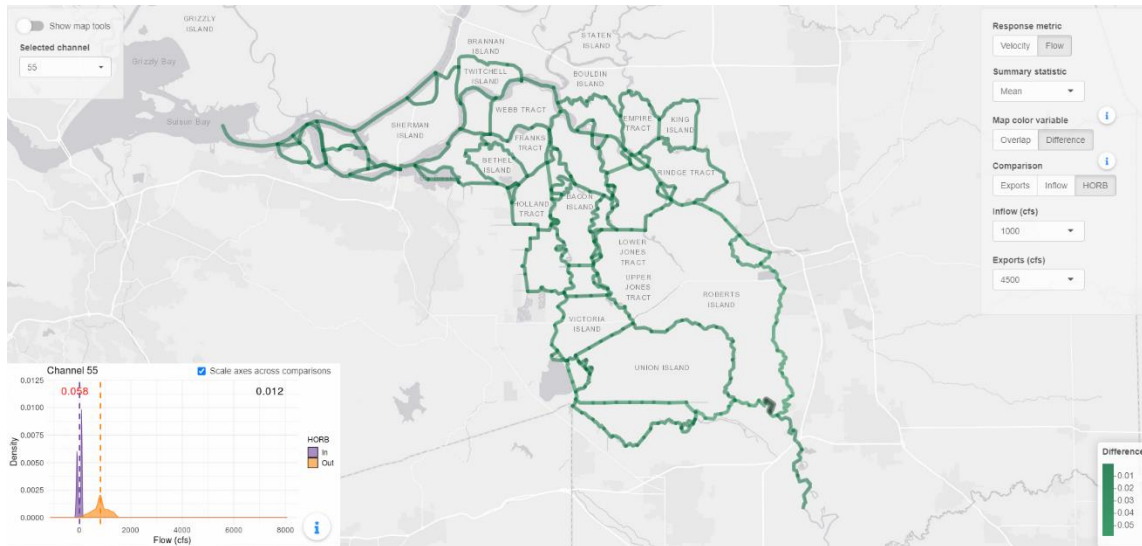 Show map tools
Selected channel
55
GRIZZLY
ISLAND
Grizzly Bay
Suisun Bay
BRANNAN
ISLAND
STATEN
ISLAND
TWITCHELL
ISLAND
BOULDIN
ISLAND
WEBB TRACT
SHERMAN
ISLAND
EMPIRE
TRACT
KING
ISLAND
FRANKS
TRACT
BETHEL
ISLAND
RINDGE TRACT
HOLLAND
TRACT
BACON
ISLAND
LOWER
JONES
TRACT
UPPER
JONES
TRACT
ROBERTS
ISLAND
VICTORIA
ISLAND
UNION ISLAND
Response metric
Velocity Flow
Summary statistic
Mean
i
Map color variable
Overlap Difference
i
Comparison
Exports Inflow HORB
Inflow (cfs)
1000
Exports (cfs)
4500
Channel 55
Scale axes across comparisons
0.058
0.012
0.0125
0.0100
0.0075
0.0050
0.0025
0.0000
Density
0 2000 4000 6000 8000
Flow (cfs)
HORB
In
Out
i
Difference
0.01
0.02
0.03
0.04
0.05